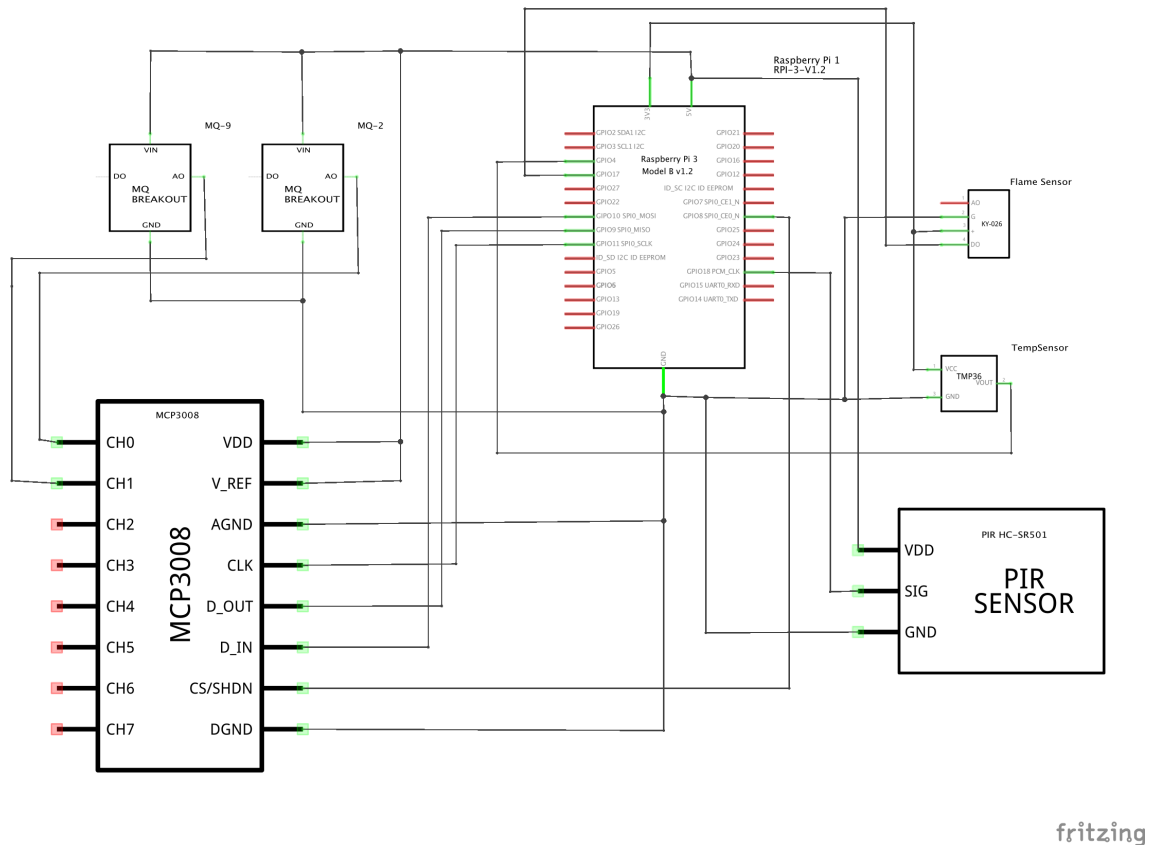 Raspberry Pi 1
RPI-3-V1.2
MQ-9
MQ-2
VIN
DO
AO
MQ
BREAKOUT
GND
VIN
DO
AO
MQ
BREAKOUT
GND
3V3
5V
Raspberry Pi 3
Model B v1.2
GPIO2 SDA1 I2C
GPIO3 SCL1 I2C
GPIO4
GPIO17
GPIO27
GPIO22
GPIO10 SPI0_MOSI
GPIO9 SPI0_MISO
GPIO11 SPI0_SCLK
ID_SD I2C ID EEPROM
GPIO5
GPIO6
GPIO13
GPIO19
GPIO26
GPIO21
GPIO20
GPIO16
GPIO12
ID_SC I2C ID EEPROM
GPIO7 SPI0_CE1_N
GPIO8 SPI0_CE0_N
GPIO25
GPIO24
GPIO23
GPIO18 PCM_CLK
GPIO15 UART0_RXD
GPIO14 UART0_TXD
GND
Flame Sensor
AO
G
+
DO
KY-026
TempSensor
VCC
TMP36
VOUT
GND
MCP3008
CH0
CH1
CH2
CH3
CH4
CH5
CH6
CH7
MCP3008
VDD
V_REF
AGND
CLK
D_OUT
D_IN
CS/SHDN
DGND
PIR HC-SR501
VDD
SIG
GND
PIR
SENSOR
fritzing